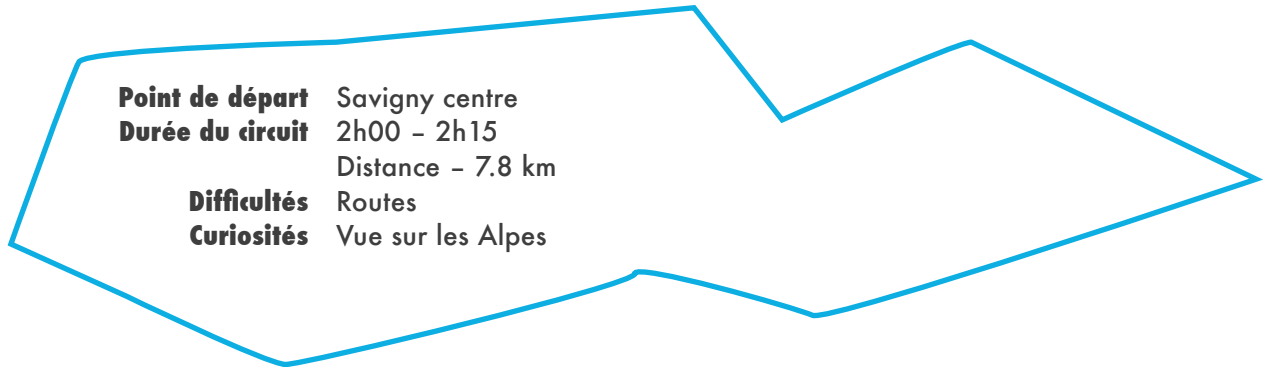 Point de départ Savigny centre
Durée du circuit 2h00 – 2h15
Distance – 7.8 km
Difficultés Routes
Curiosités Vue sur les Alpes